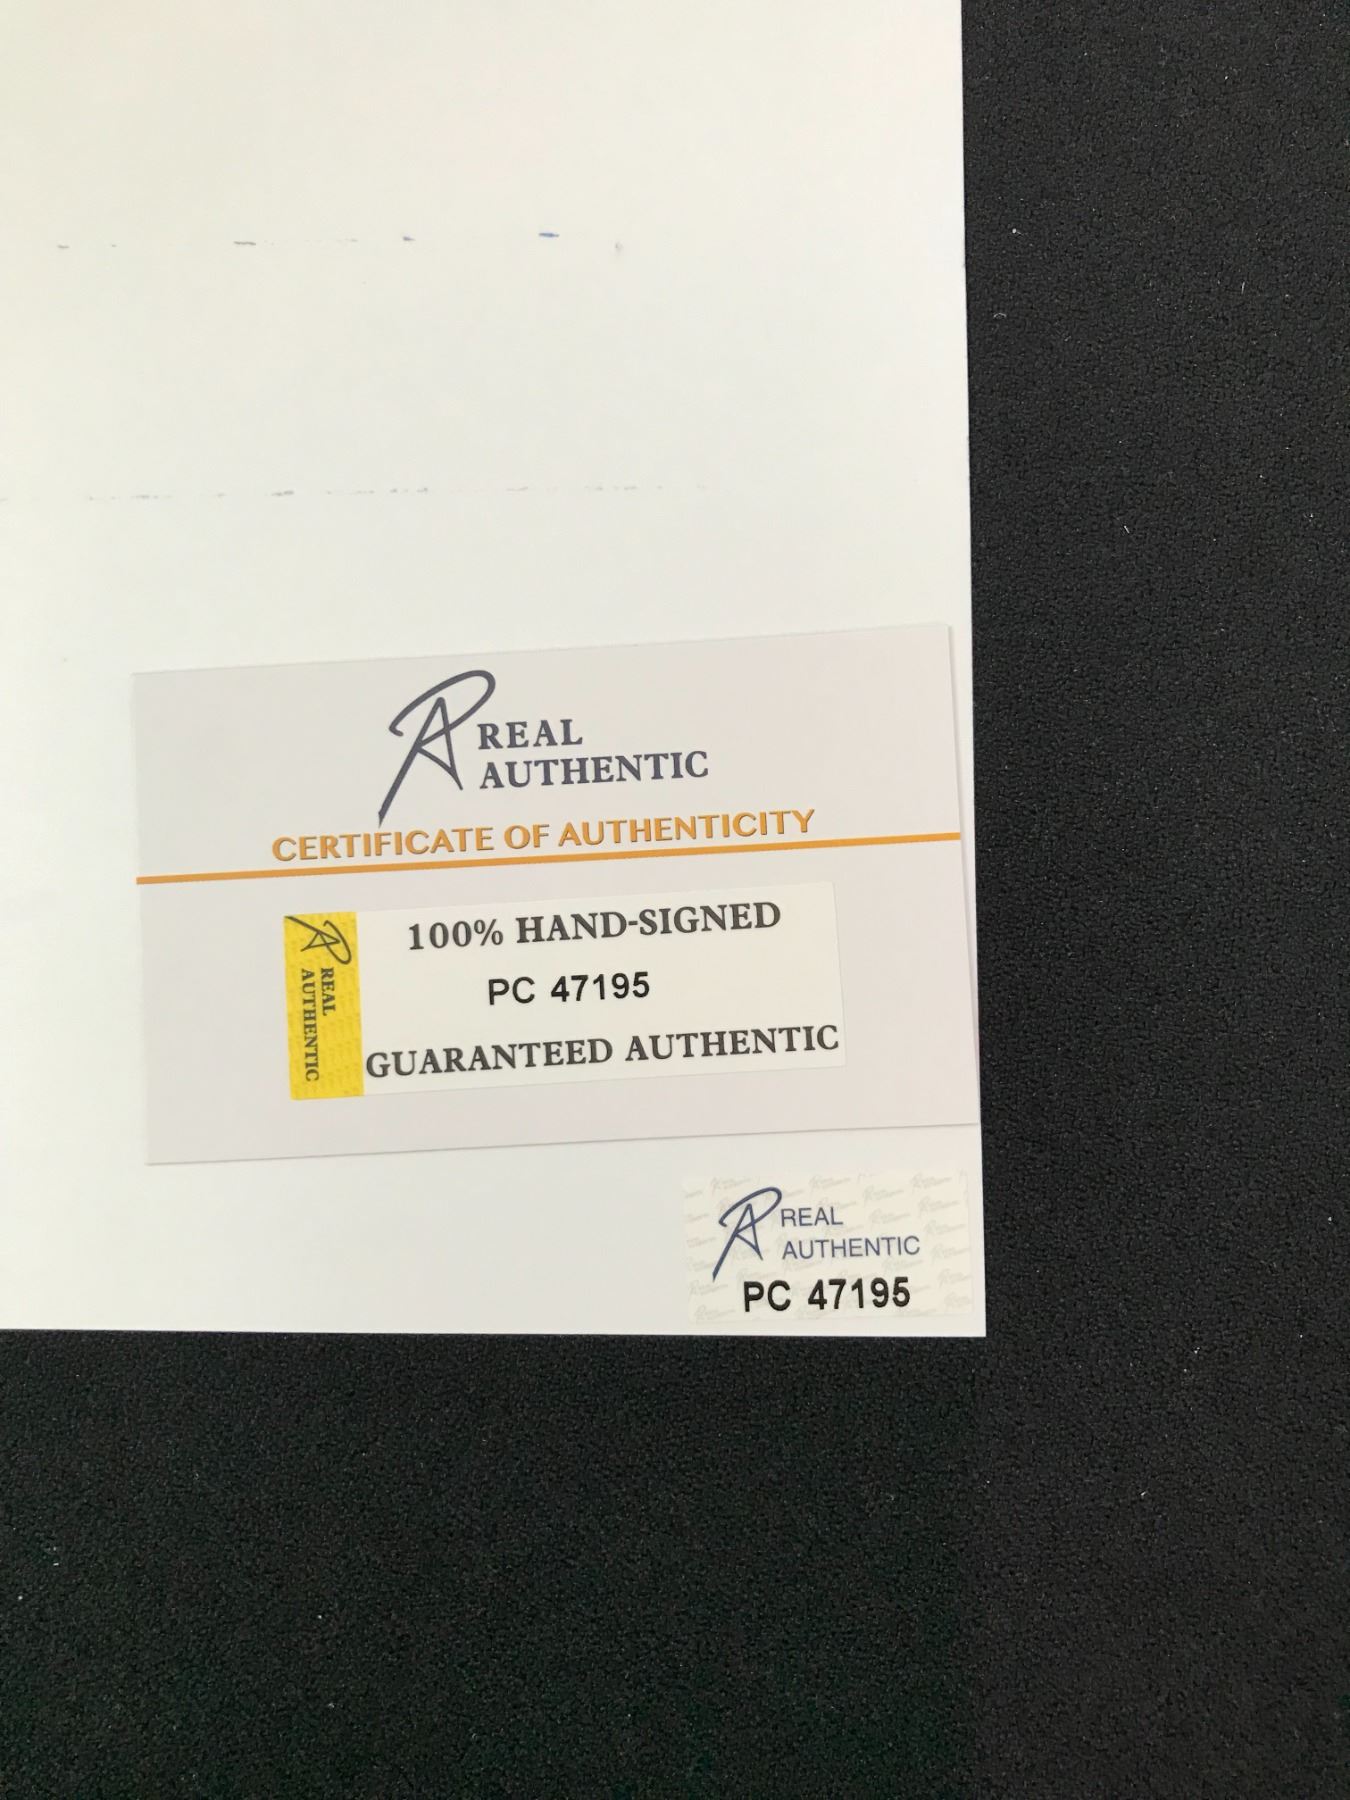 REAL
AUTHENTIC
CERTIFICATE OF AUTHENTICITY
REAL
AUTHENTIC
100% HAND-SIGNED
PC 47195
GUARANTEED AUTHENTIC
REAL
AUTHENTIC
PC 47195